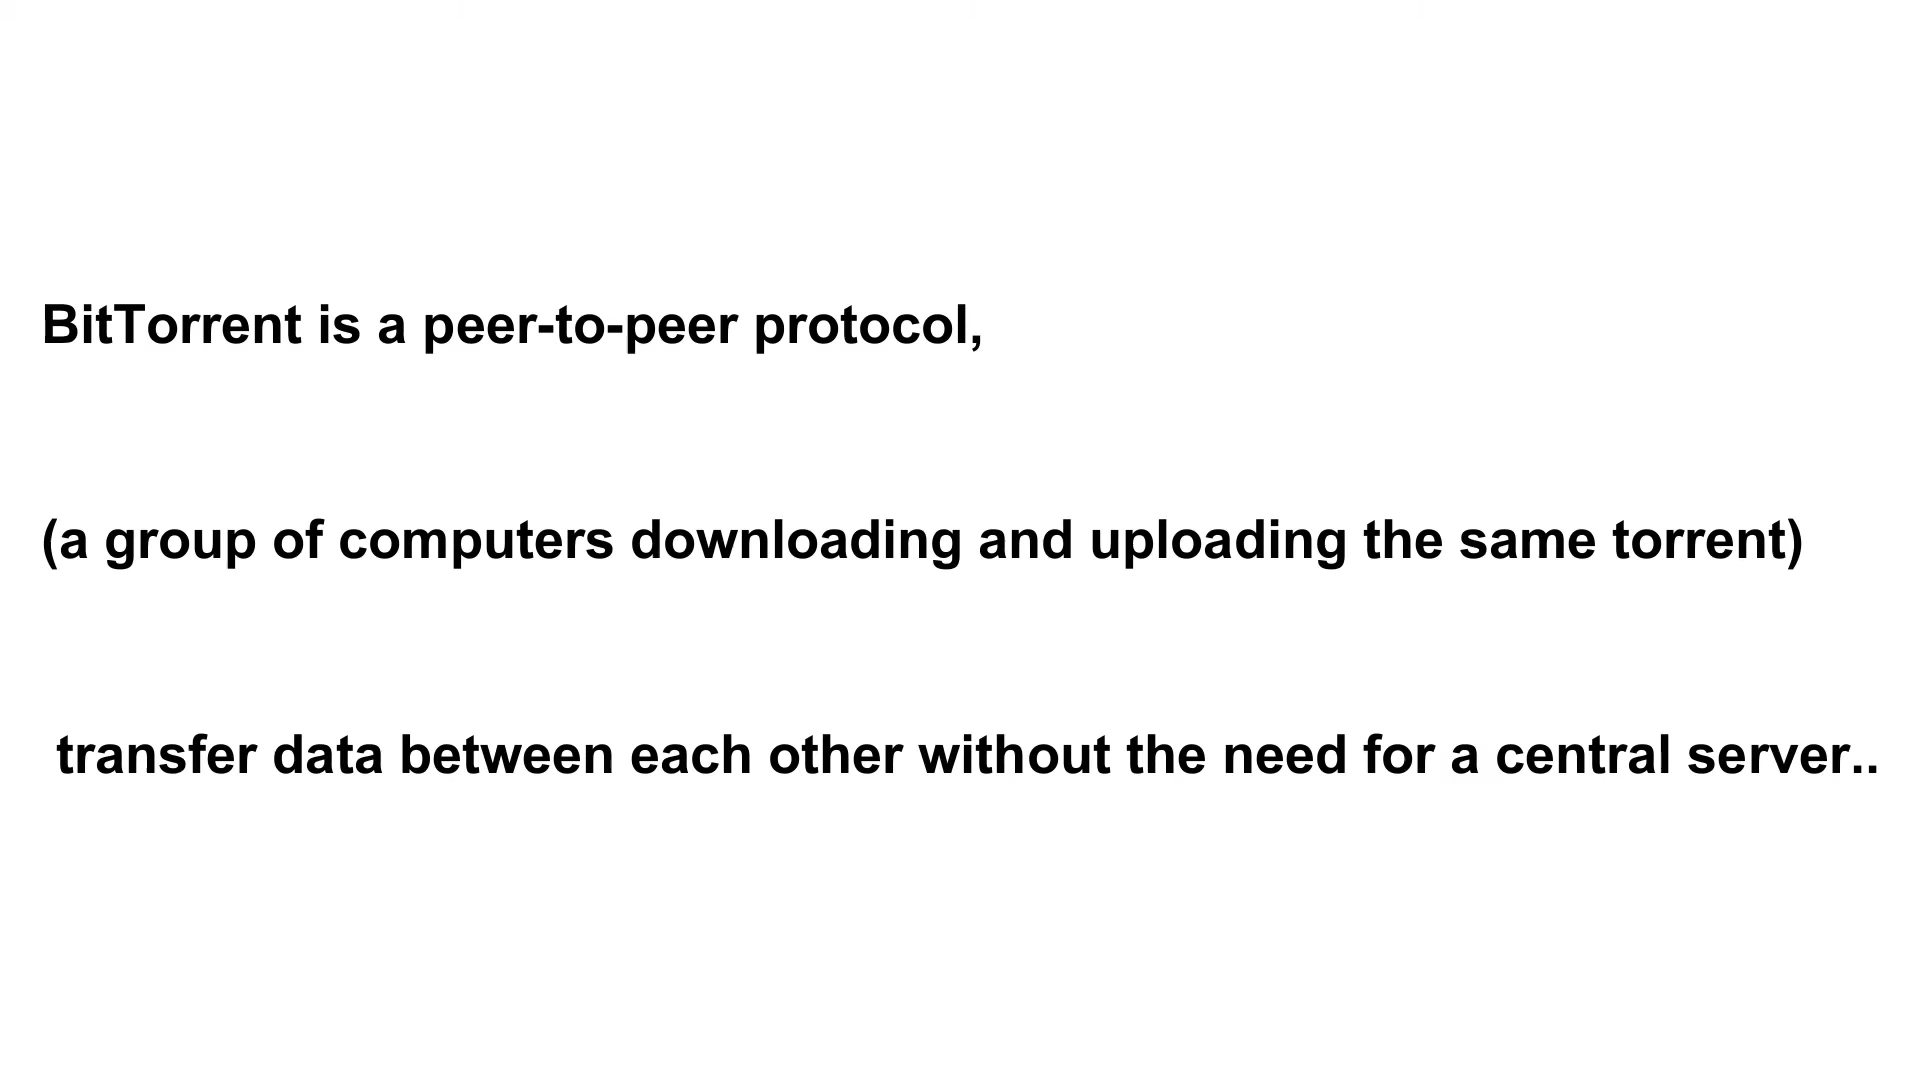 BitTorrent is a peer-to-peer protocol,
(a group of computers downloading and uploading the same torrent)
transfer data between each other without the need for a central server..